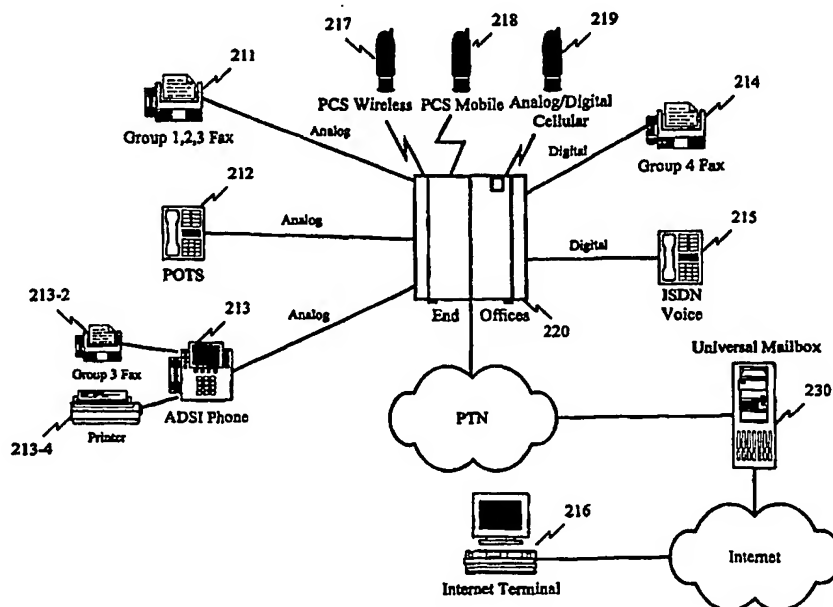 217
218
219
211
PCS Wireless
PCS Mobile
Analog/Digital
Cellular
214
Group 1,2,3 Fax
Analog
Digital
Group 4 Fax
212
Analog
POTS
Digital
215
ISDN
Voice
213-2
213
Analog
End Offices
220
Group 3 Fax
ADSI Phone
Printer
213-4
Universal Mailbox
230
PTN
216
Internet Terminal
Internet